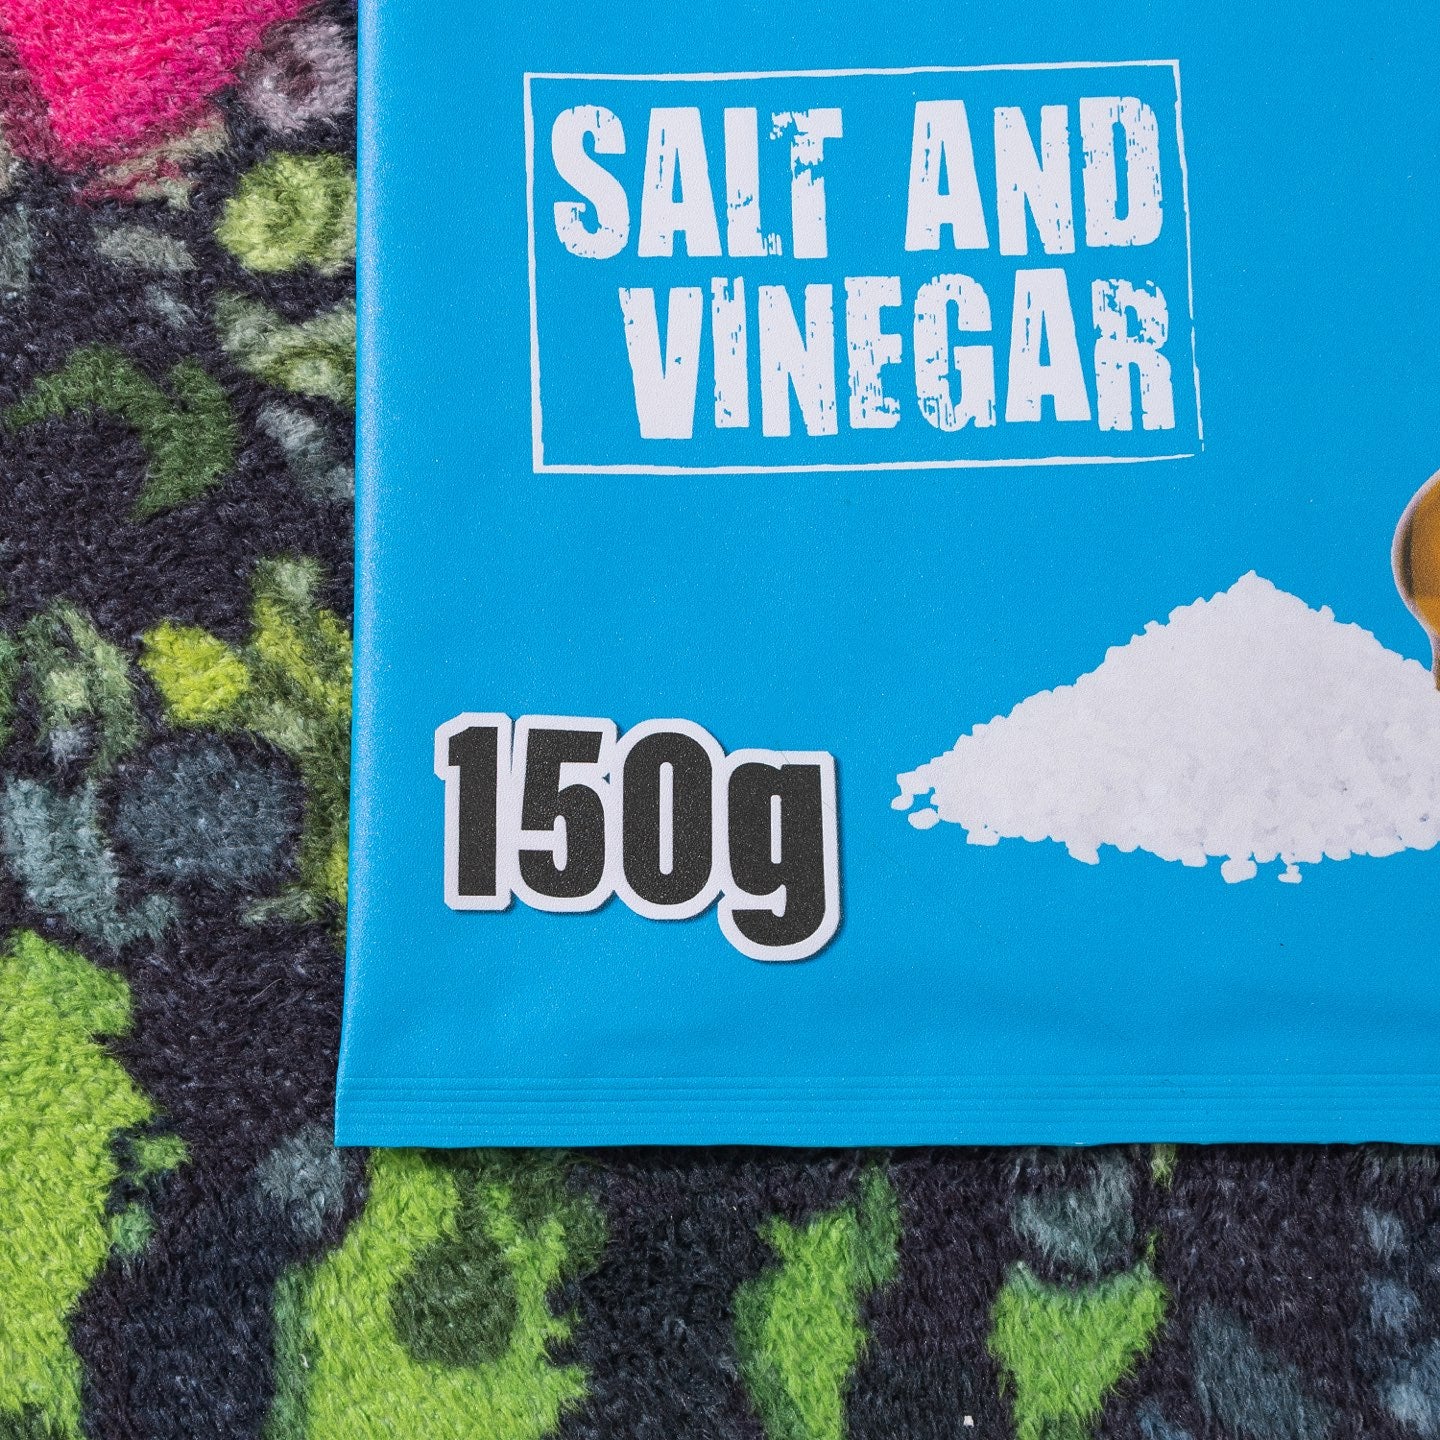 SALT AND
VINEGAR
150g